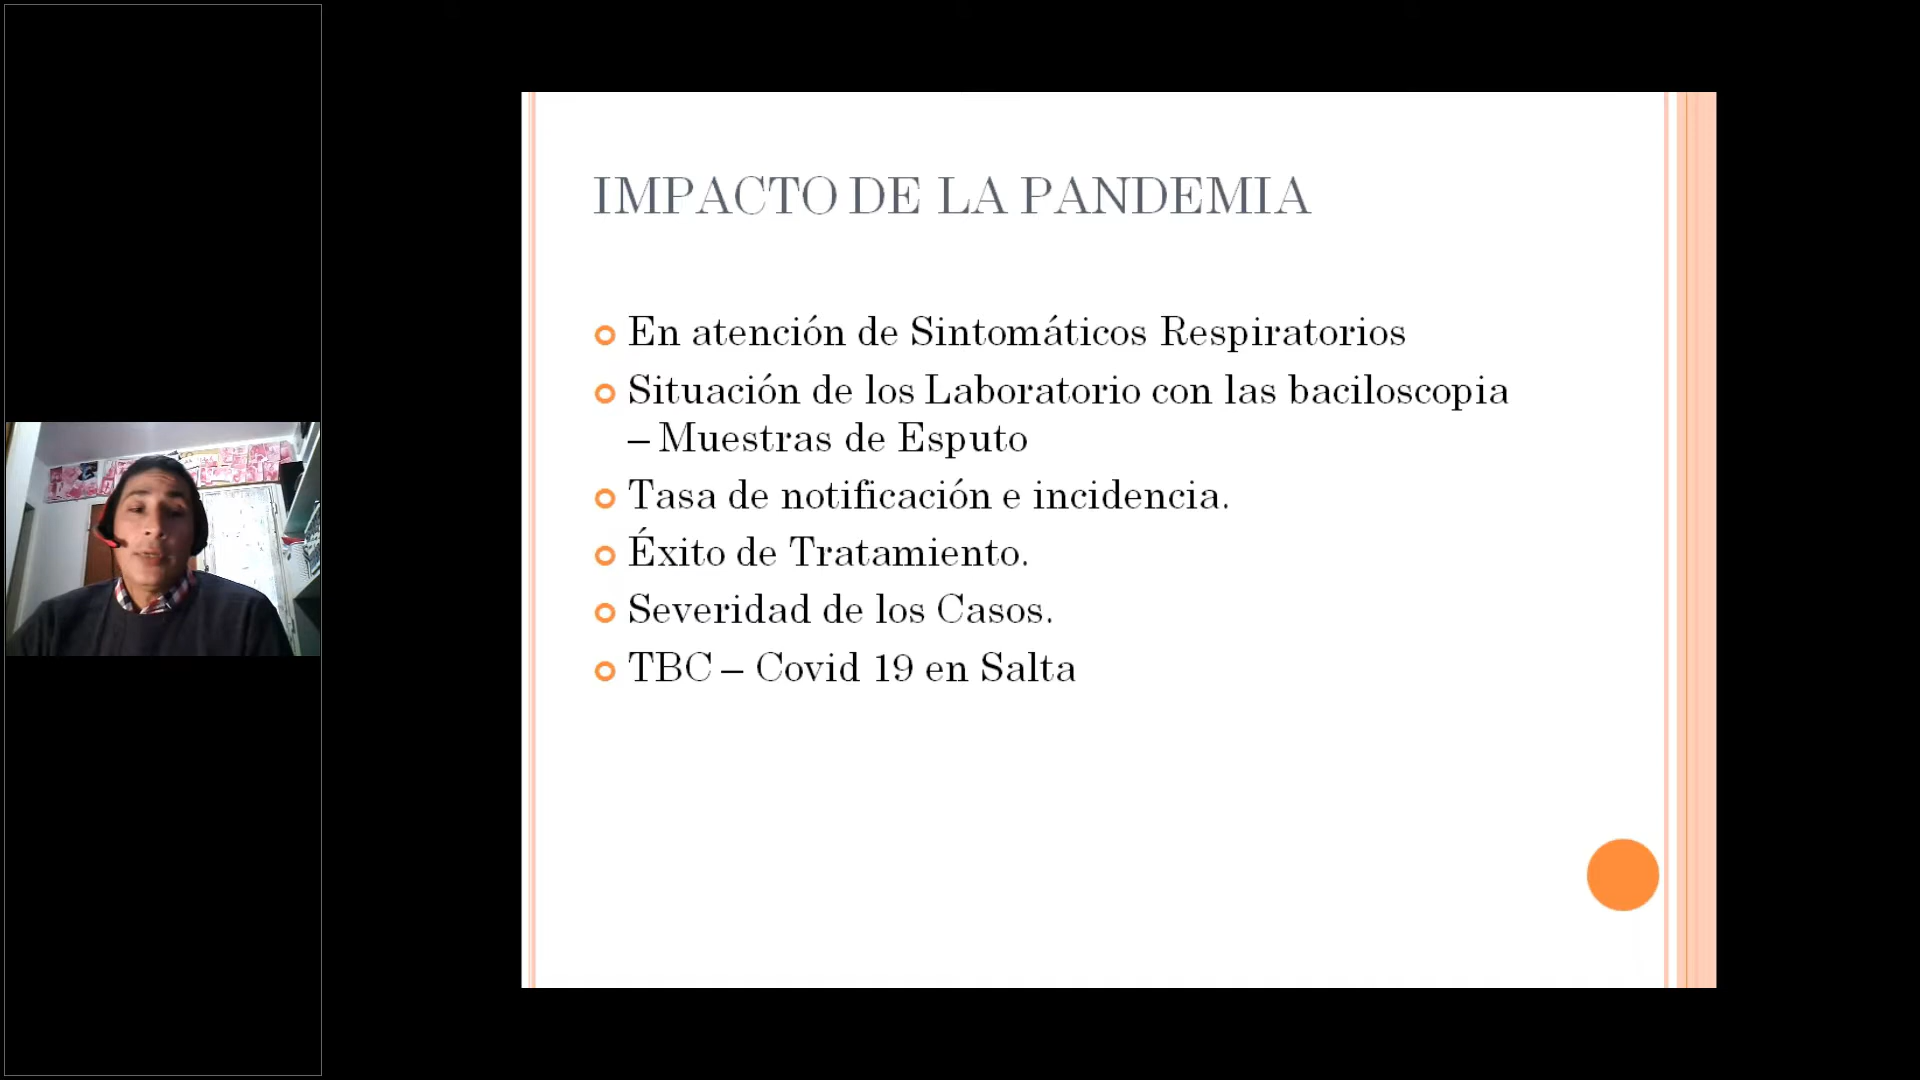 IMPACTO DE LA PANDEMIA
En atención de Sintomáticos Respiratorios
Situación de los Laboratorio con las baciloscopia
– Muestras de Esputo
Tasa de notificación e incidencia.
Éxito de Tratamiento.
Severidad de los Casos.
TBC – Covid 19 en Salta